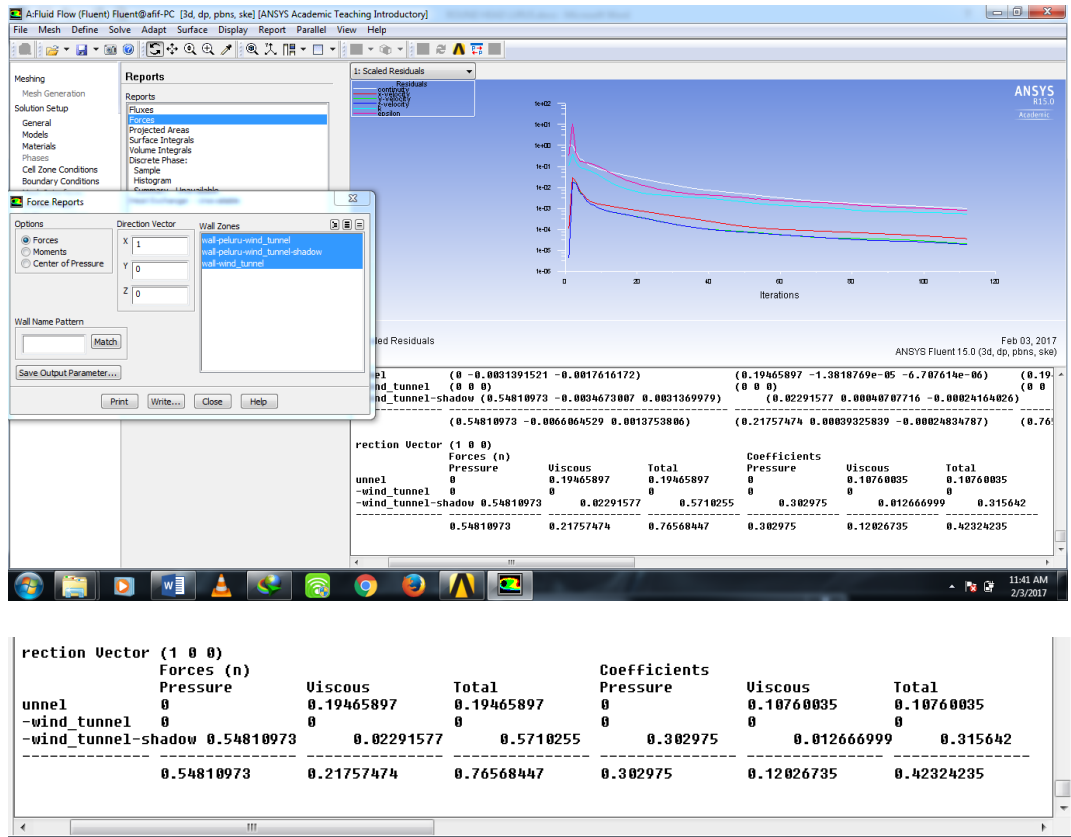 A:Fluid Flow (Fluent) Fluent@afif-PC [3d, dp, pbns, ske] [ANSYS Academic Teaching Introductory]
File Mesh Define Solve Adapt Surface Display Report Parallel View Help
Meshing
Mesh Generation
Solution Setup
General
Models
Materials
Phases
Cell Zone Conditions
Boundary Conditions
Reports
Reports
Fluxes
Forces
Projected Areas
Surface Integrals
Volume Integrals
Discrete Phase:
Sample
Histogram
Summary - Unavailable
Force Reports
Options
Forces
Moments
Center of Pressure
Direction Vector
X 1
Y 0
Z 0
Wall Zones
wall-peluru-wind_tunnel
wall-peluru-wind_tunnel-shadow
wall-wind_tunnel
Wall Name Pattern
Match
Save Output Parameter...
Print Write... Close Help
1: Scaled Residuals
Residuals
continuity
x-velocity
y-velocity
z-velocity
k
epsilon
ANSYS
R15.0
Academic
1e+02
1e+01
1e+00
1e-01
1e-02
1e-03
1e-04
1e-05
1e-06
0 20 40 60 80 100 120
Iterations
led Residuals
Feb 03, 2017
ANSYS Fluent 15.0 (3d, dp, pbns, ske)
el (0 -0.0031391521 -0.0017616172) (0.19465897 -1.3818769e-05 -6.707614e-06) (0.19
nd_tunnel (0 0 0) (0 0 0) (0 0
nd_tunnel-shadow (0.54810973 -0.0034673007 0.0031369979) (0.02291577 0.00040707716 -0.00024164026)
(0.54810973 -0.0066064529 0.0013753806) (0.21757474 0.00039325839 -0.00024834787) (0.76
rection Vector (1 0 0)
Forces (n) Coefficients
Pressure Viscous Total Pressure Viscous Total
unnel 0 0.19465897 0.19465897 0 0.10760035 0.10760035
-wind_tunnel 0 0 0 0 0 0
-wind_tunnel-shadow 0.54810973 0.02291577 0.5710255 0.302975 0.012666999 0.315642
0.54810973 0.21757474 0.76568447 0.302975 0.12026735 0.42324235
11:41 AM
2/3/2017
rection Vector (1 0 0)
Forces (n) Coefficients
Pressure Viscous Total Pressure Viscous Total
unnel 0 0.19465897 0.19465897 0 0.10760035 0.10760035
-wind_tunnel 0 0 0 0 0 0
-wind_tunnel-shadow 0.54810973 0.02291577 0.5710255 0.302975 0.012666999 0.315642
0.54810973 0.21757474 0.76568447 0.302975 0.12026735 0.42324235